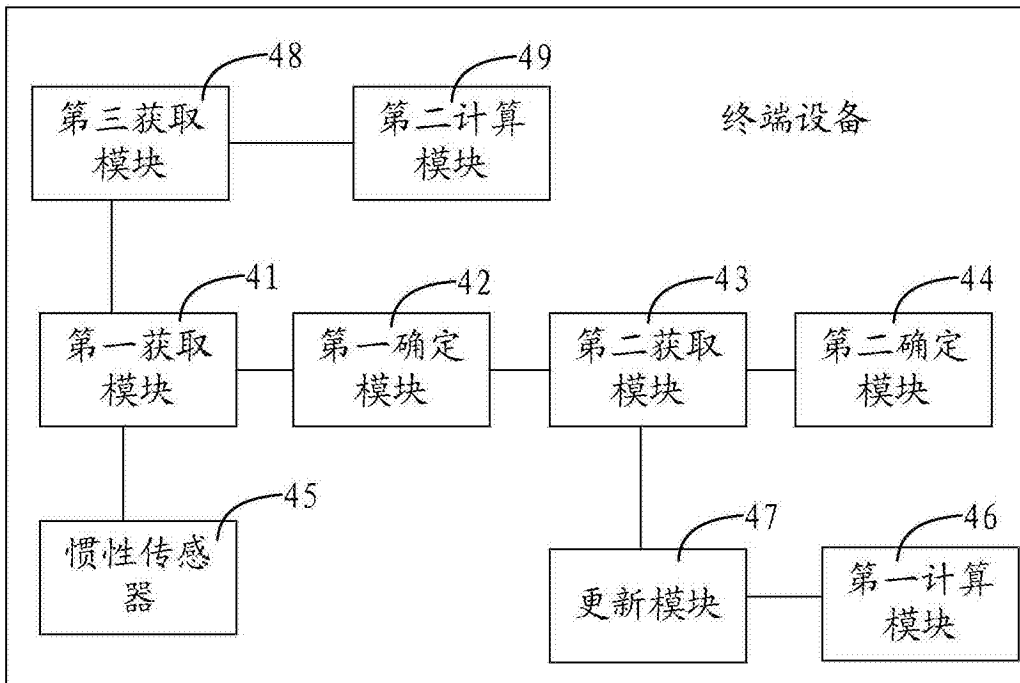 48
49
第三获取
模块
第二计算
模块
终端设备
41
42
43
44
第一获取
模块
第一确定
模块
第二获取
模块
第二确定
模块
45
47
46
惯性传感
器
更新模块
第一计算
模块